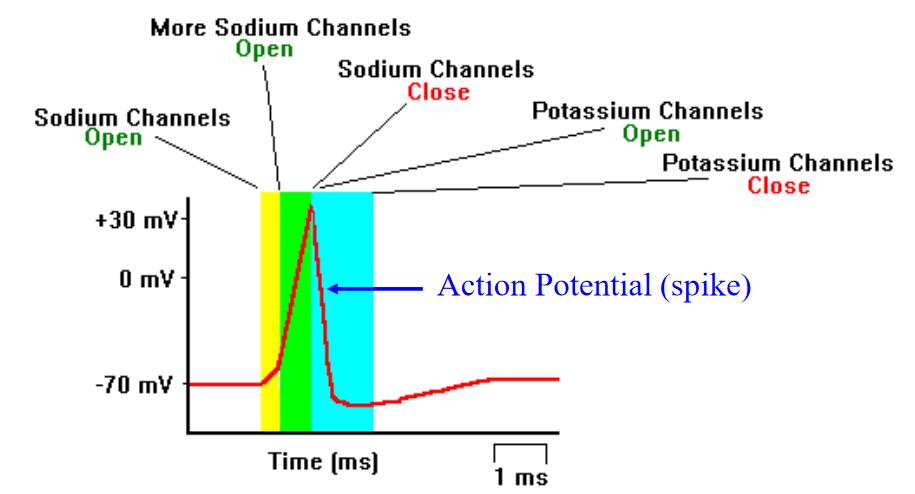 More Sodium Channels
Open
Sodium Channels
Close
Sodium Channels
Open
Potassium Channels
Open
Potassium Channels
Close
+30 mV
0 mV
Action Potential (spike)
-70 mV
Time (ms)
1 ms